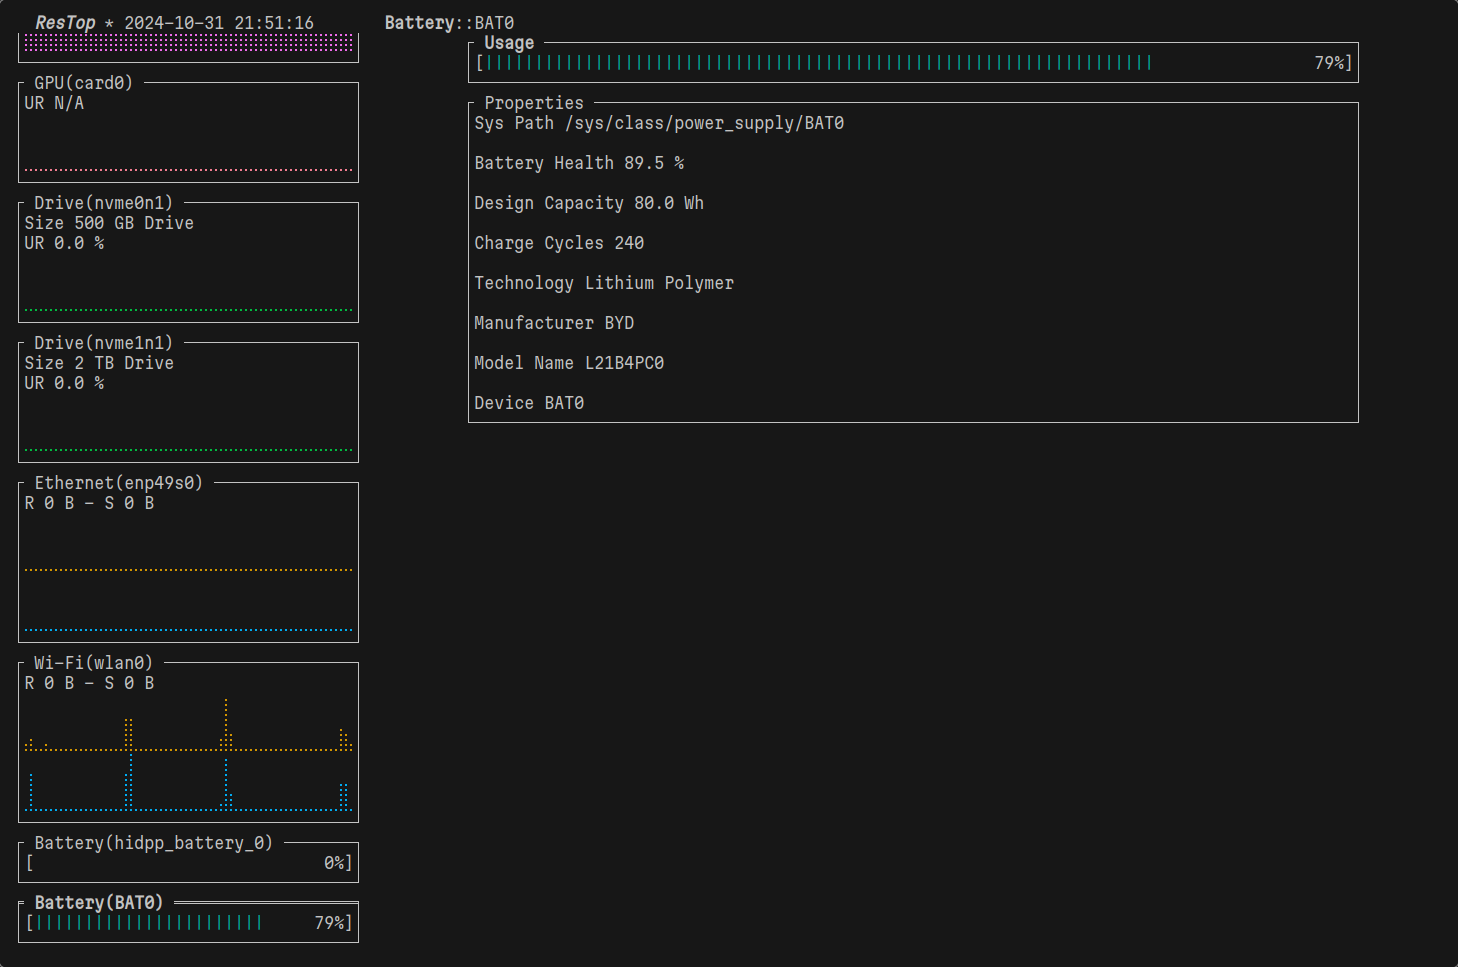 ResTop * 2024-10-31 21:51:16
GPU(card0)
UR N/A
Drive(nvme0n1)
Size 500 GB Drive
UR 0.0 %
Drive(nvme1n1)
Size 2 TB Drive
UR 0.0 %
Ethernet(enp49s0)
R 0 B - S 0 B
Wi-Fi(wlan0)
R 0 B - S 0 B
Battery(hidpp_battery_0)
[ 0%]
Battery(BAT0)
[||||||||||||||||||||||| 79%]
Battery::BAT0
Usage
[||||||||||||||||||||||||||||||||||||||||||||||||||||||||||||||||||| 79%]
Properties
Sys Path /sys/class/power_supply/BAT0
Battery Health 89.5 %
Design Capacity 80.0 Wh
Charge Cycles 240
Technology Lithium Polymer
Manufacturer BYD
Model Name L21B4PC0
Device BAT0